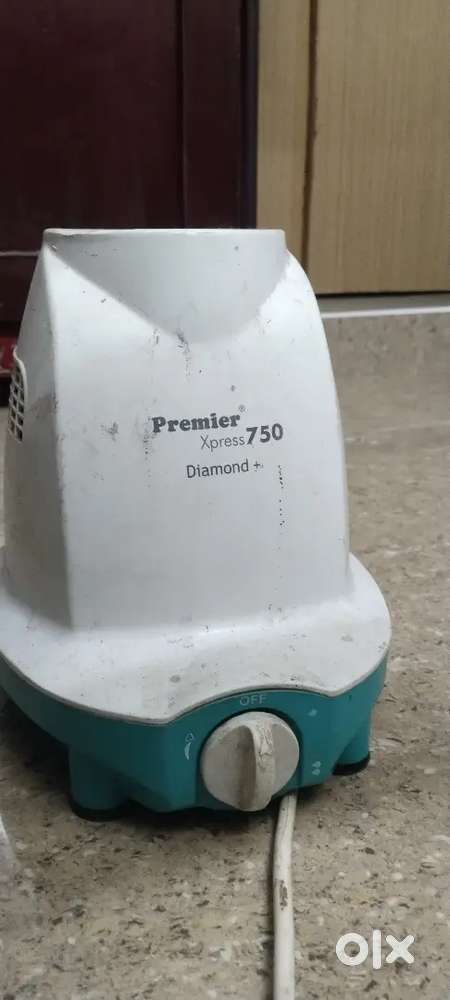 Premier®
Xpress 750
Diamond +
OFF
olx